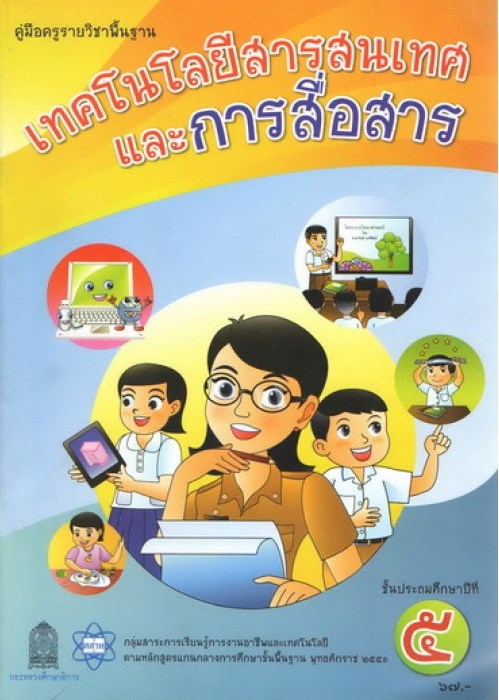 คู่มือครูรายวิชาพื้นฐาน
เทคโนโลยีสารสนเทศ
และการสื่อสาร
ชั้นประถมศึกษาปีที่
๕
กลุ่มสาระการเรียนรู้การงานอาชีพและเทคโนโลยี
ตามหลักสูตรแกนกลางการศึกษาขั้นพื้นฐาน พุทธศักราช ๒๕๕๑
กระทรวงศึกษาธิการ
สสวท
๖๗.-